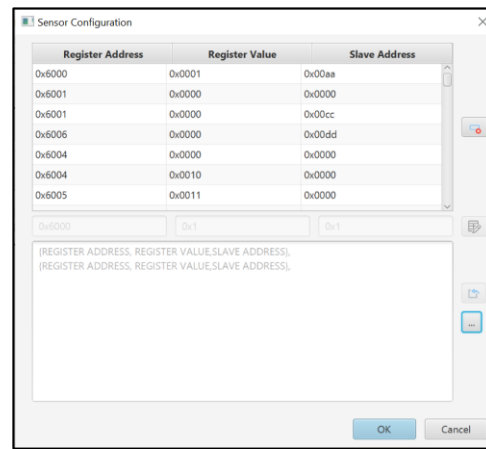 Sensor Configuration
Register Address Register Value Slave Address
0x6000 0x0001 0x00aa
0x6001 0x0000 0x0000
0x6001 0x0000 0x00cc
0x6006 0x0000 0x00dd
0x6004 0x0000 0x0000
0x6004 0x0010 0x0000
0x6005 0x0011 0x0000
0x6000 0x1 0x1
{REGISTER ADDRESS, REGISTER VALUE,SLAVE ADDRESS},
{REGISTER ADDRESS, REGISTER VALUE,SLAVE ADDRESS},
...
OK Cancel